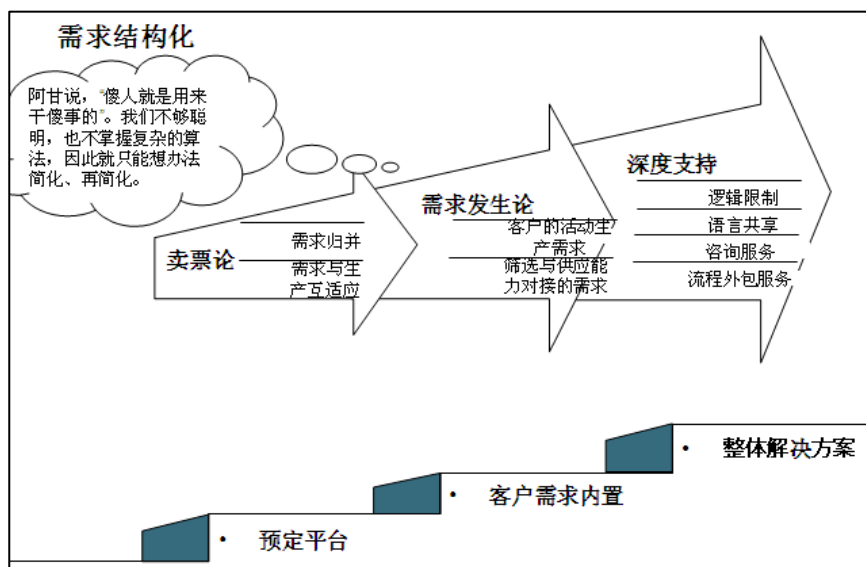 需求结构化
阿甘说，“傻人就是用来
干傻事的”。我们不够聪
明，也不掌握复杂的算
法，因此就只能想办法
简化、再简化。
卖票论
需求归并
需求与生
产互适应
需求发生论
客户的活动生
产需求
筛选与供应能
力对接的需求
深度支持
逻辑限制
语言共享
咨询服务
流程外包服务
• 整体解决方案
• 客户需求内置
• 预定平台